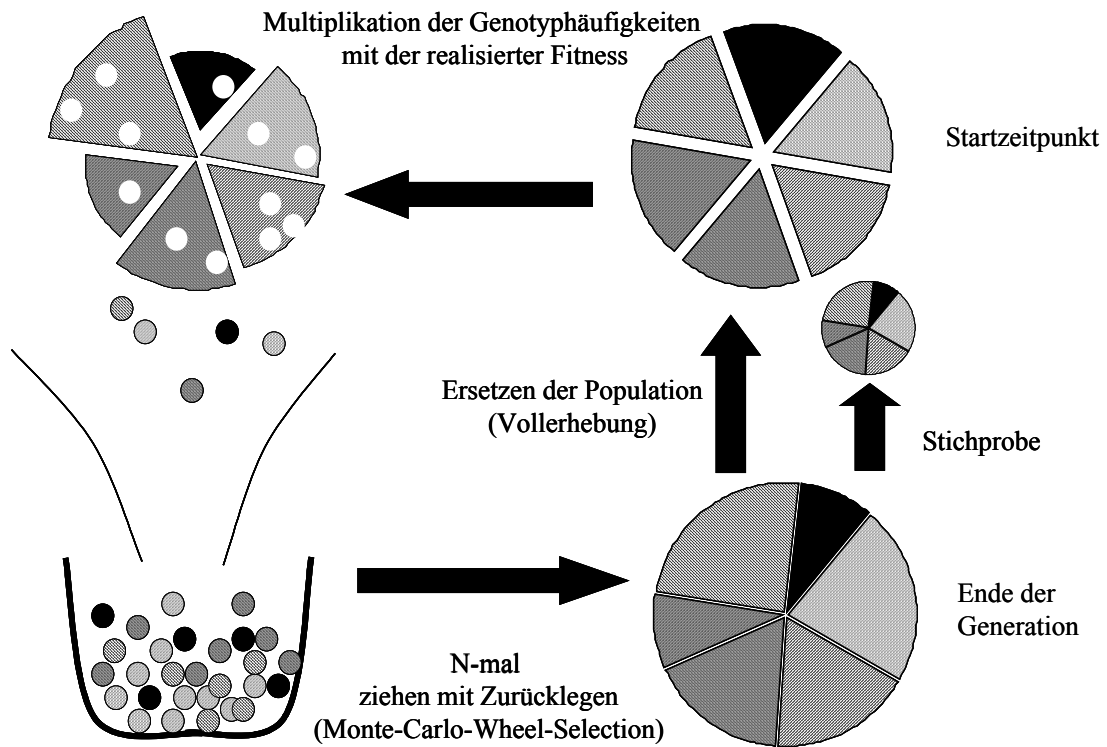 Multiplikation der Genotyphäufigkeiten
mit der realisierter Fitness
Startzeitpunkt
Ersetzen der Population
(Vollerhebung)
Stichprobe
Ende der
Generation
N-mal
ziehen mit Zurücklegen
(Monte-Carlo-Wheel-Selection)